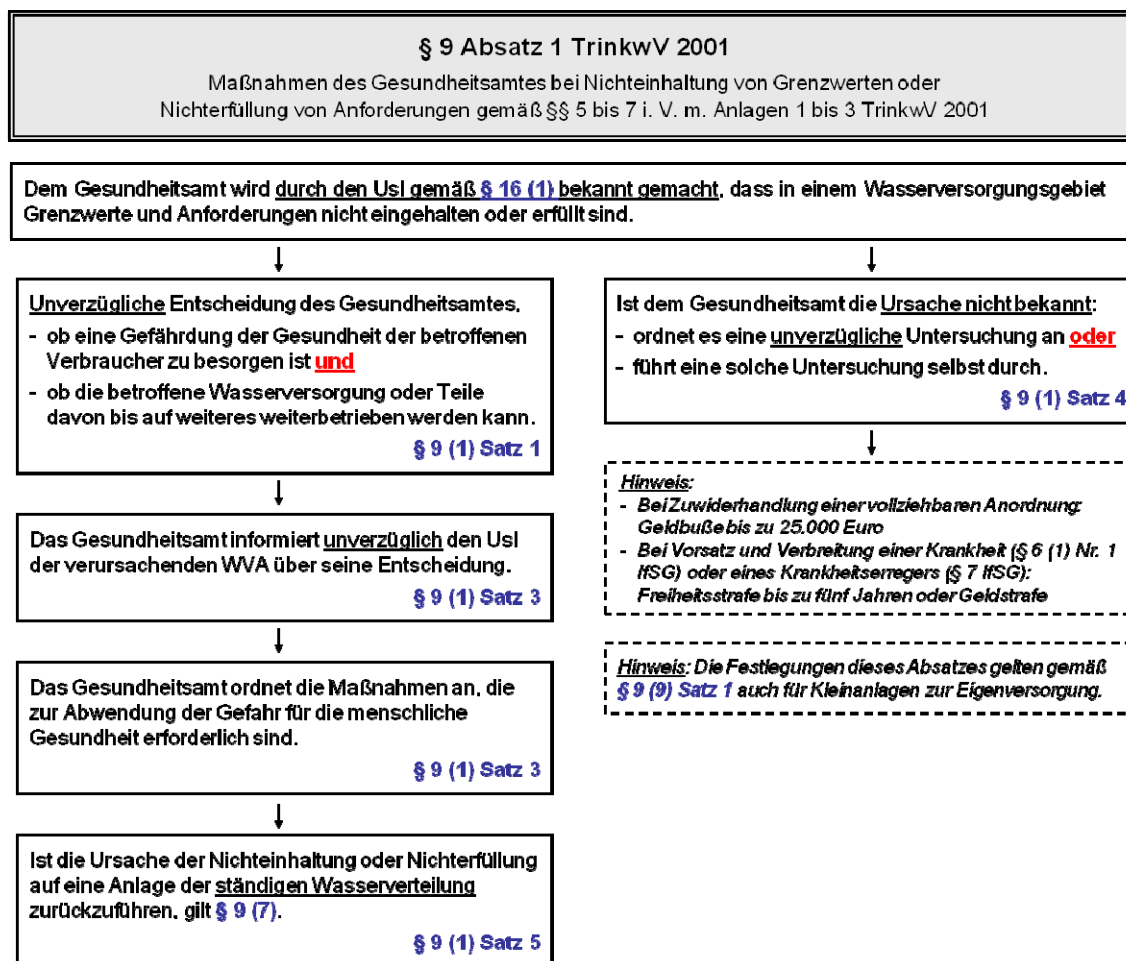 § 9 Absatz 1 TrinkwV 2001
Maßnahmen des Gesundheitsamtes bei Nichteinhaltung von Grenzwerten oder
Nichterfüllung von Anforderungen gemäß §§ 5 bis 7 i. V. m. Anlagen 1 bis 3 TrinkwV 2001
Dem Gesundheitsamt wird durch den UsI gemäß § 16 (1) bekannt gemacht, dass in einem Wasserversorgungsgebiet
Grenzwerte und Anforderungen nicht eingehalten oder erfüllt sind.
Unverzügliche Entscheidung des Gesundheitsamtes,
- ob eine Gefährdung der Gesundheit der betroffenen
Verbraucher zu besorgen ist und
- ob die betroffene Wasserversorgung oder Teile
davon bis auf weiteres weiterbetrieben werden kann.
§ 9 (1) Satz 1
Das Gesundheitsamt informiert unverzüglich den UsI
der verursachenden WVA über seine Entscheidung.
§ 9 (1) Satz 3
Das Gesundheitsamt ordnet die Maßnahmen an, die
zur Abwendung der Gefahr für die menschliche
Gesundheit erforderlich sind.
§ 9 (1) Satz 3
Ist die Ursache der Nichteinhaltung oder Nichterfüllung
auf eine Anlage der ständigen Wasserverteilung
zurückzuführen, gilt § 9 (7).
§ 9 (1) Satz 5
Ist dem Gesundheitsamt die Ursache nicht bekannt:
- ordnet es eine unverzügliche Untersuchung an oder
- führt eine solche Untersuchung selbst durch.
§ 9 (1) Satz 4
Hinweis:
- Bei Zuwiderhandlung einer vollziehbaren Anordnung:
Geldbuße bis zu 25.000 Euro
- Bei Vorsatz und Verbreitung einer Krankheit (§ 6 (1) Nr. 1
IfSG) oder eines Krankheitserregers (§ 7 IfSG):
Freiheitsstrafe bis zu fünf Jahren oder Geldstrafe
Hinweis: Die Festlegungen dieses Absatzes gelten gemäß
§ 9 (9) Satz 1 auch für Kleinanlagen zur Eigenversorgung.